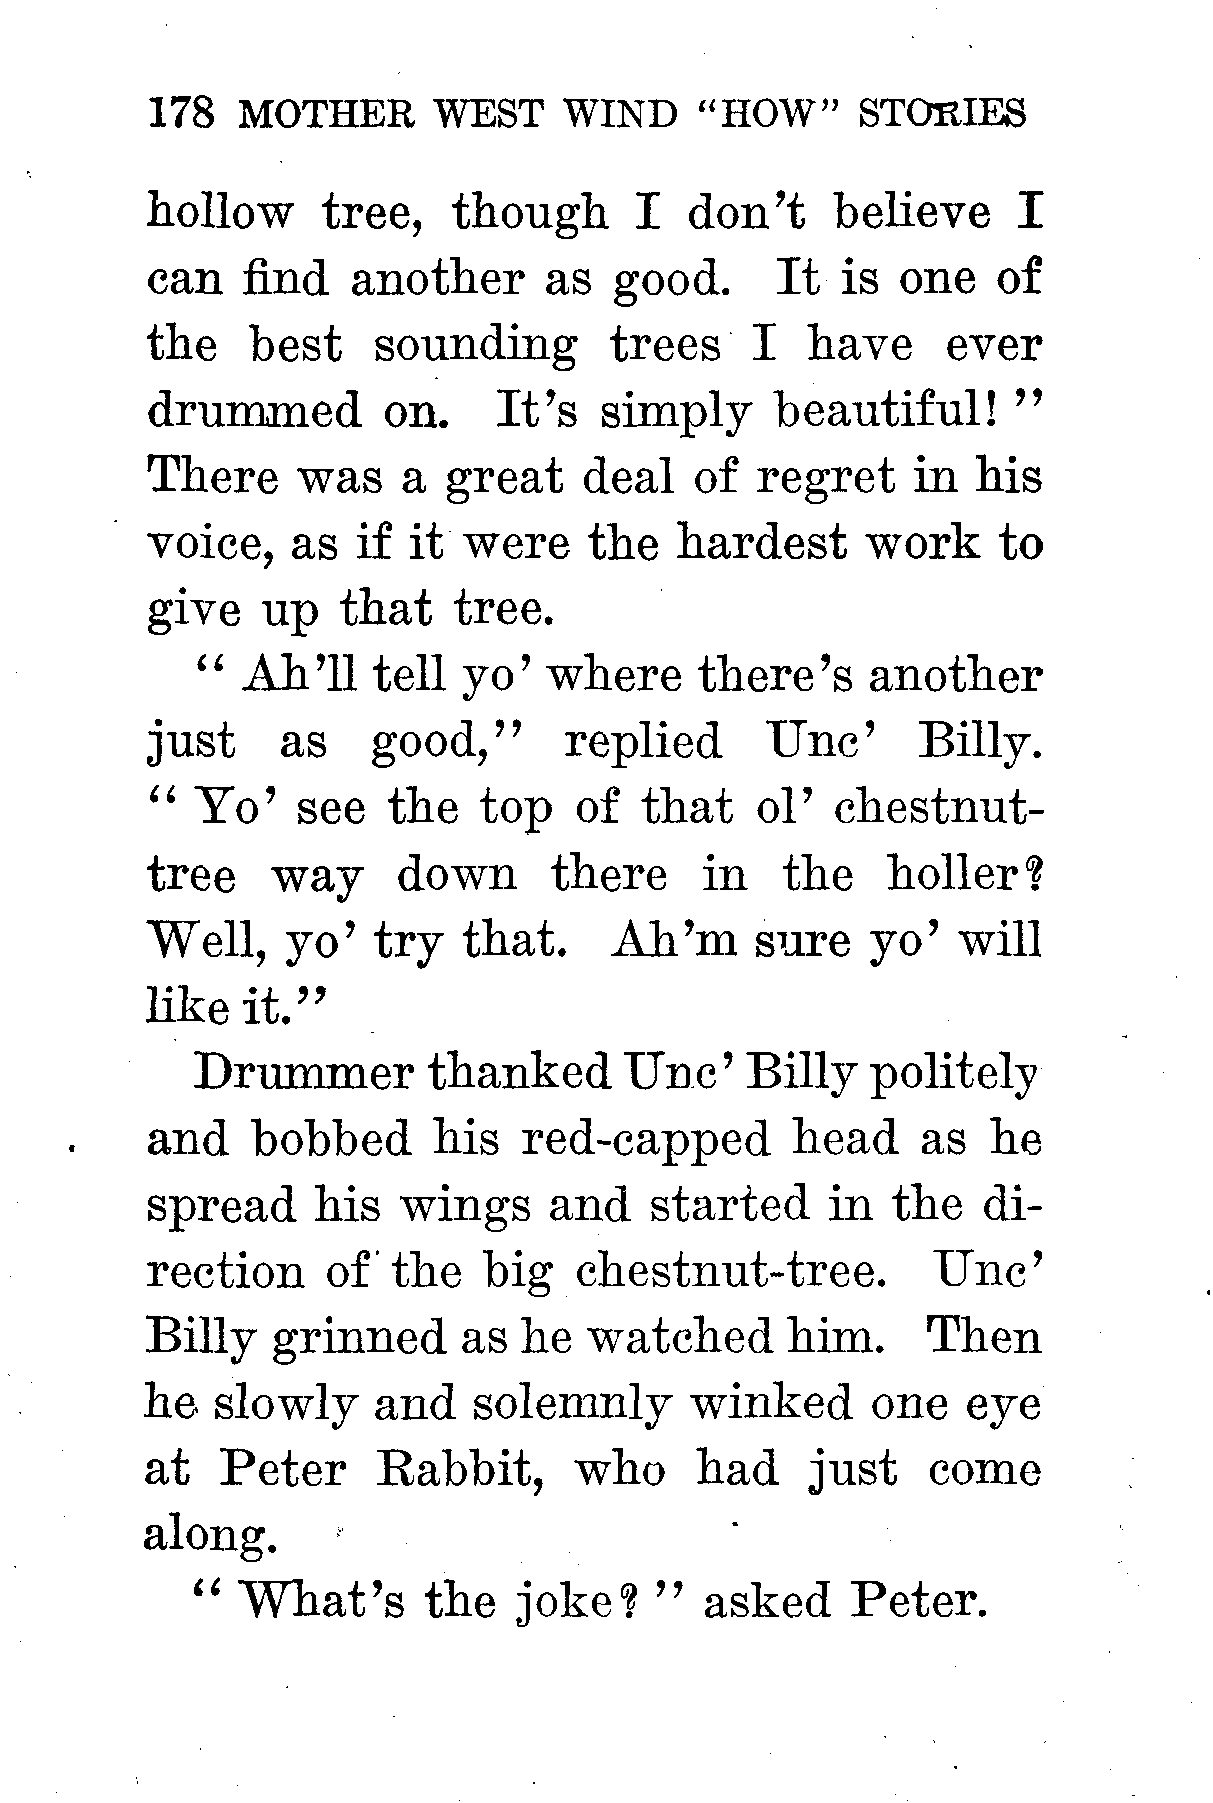 178 MOTHER WEST WIND "HOW" STORIES
hollow tree, though I don't believe I
can find another as good. It is one of
the best sounding trees I have ever
drummed on. It's simply beautiful! "
There was a great deal of regret in his
voice, as if it were the hardest work to
give up that tree.
" Ah'll tell yo' where there's another
just as good," replied Unc' Billy.
" Yo' see the top of that ol' chestnut-
tree way down there in the holler?
Well, yo' try that. Ah'm sure yo' will
like it."
Drummer thanked Unc' Billy politely
and bobbed his red-capped head as he
spread his wings and started in the di-
rection of the big chestnut-tree. Unc'
Billy grinned as he watched him. Then
he slowly and solemnly winked one eye
at Peter Rabbit, who had just come
along.
" What's the joke? " asked Peter.